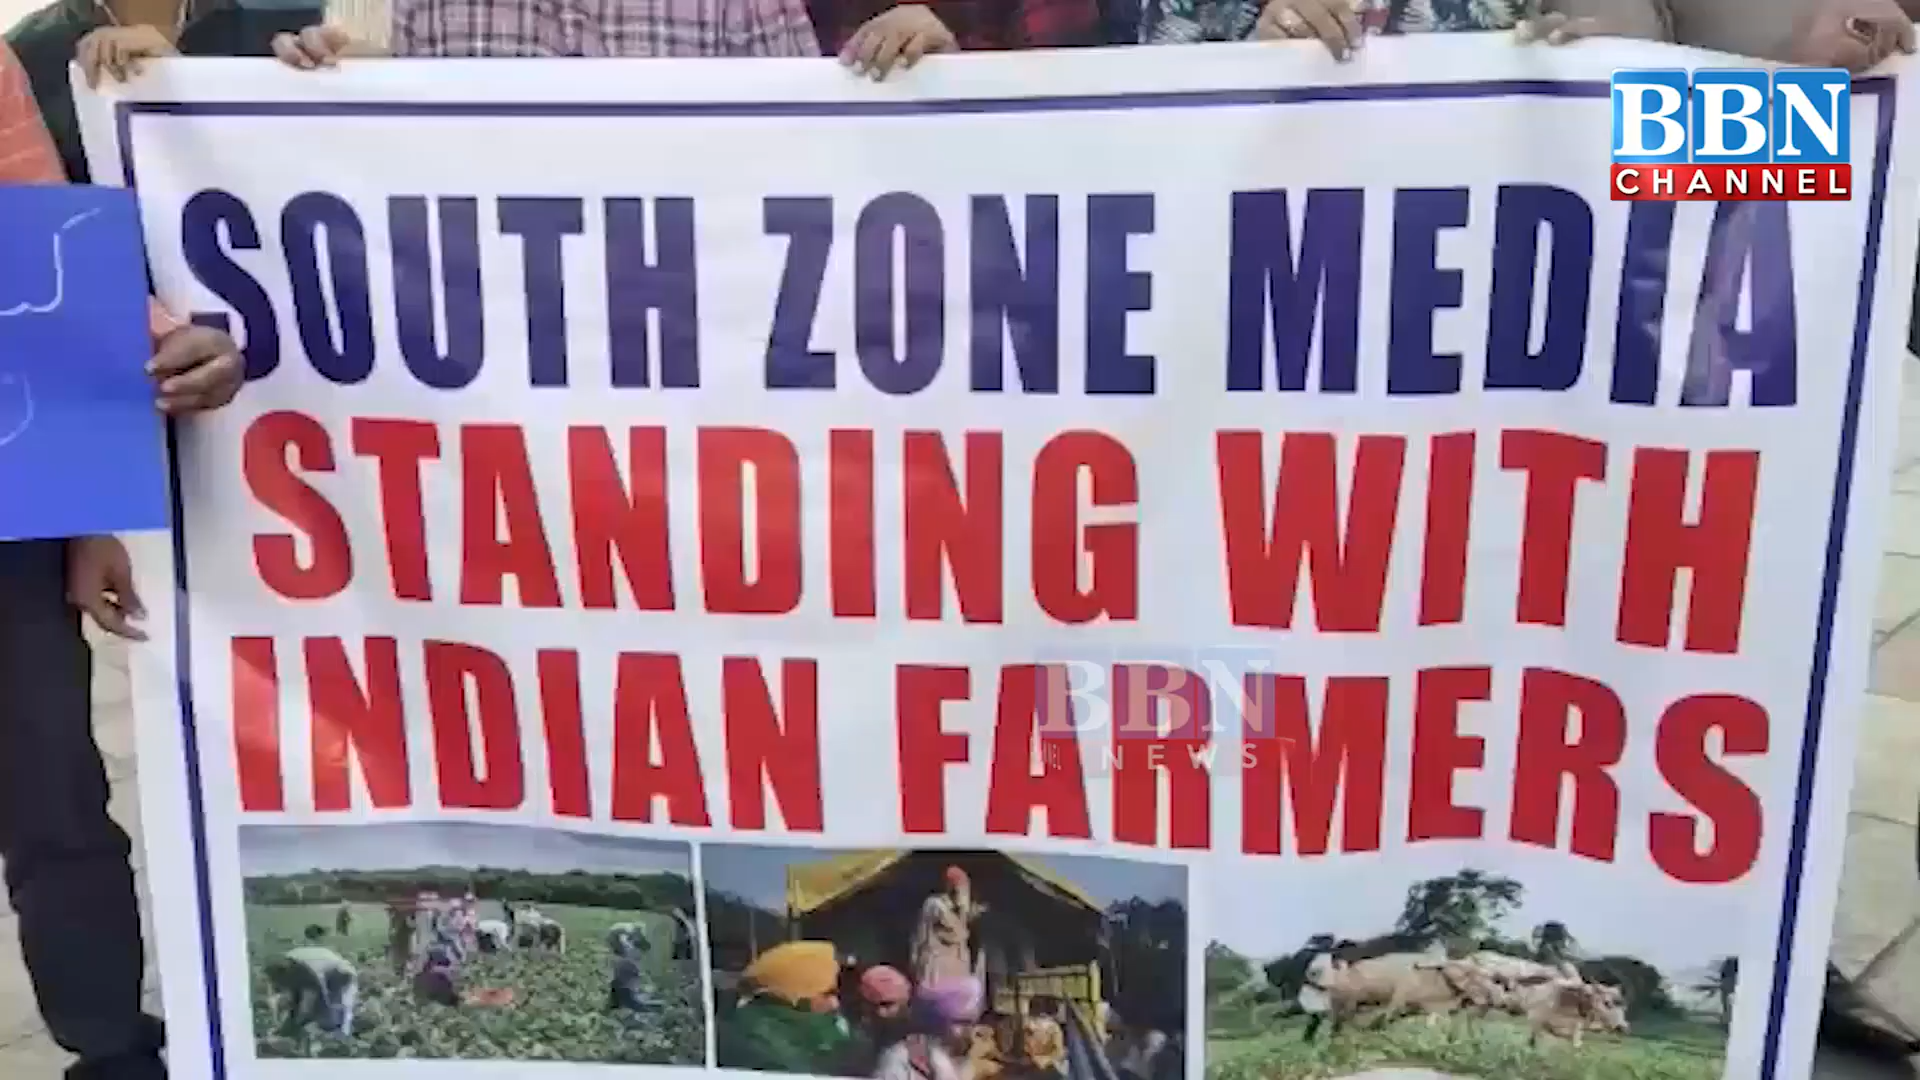 BBN
CHANNEL
SOUTH ZONE MEDIA
STANDING WITH
INDIAN FARMERS
BBN
NEWS